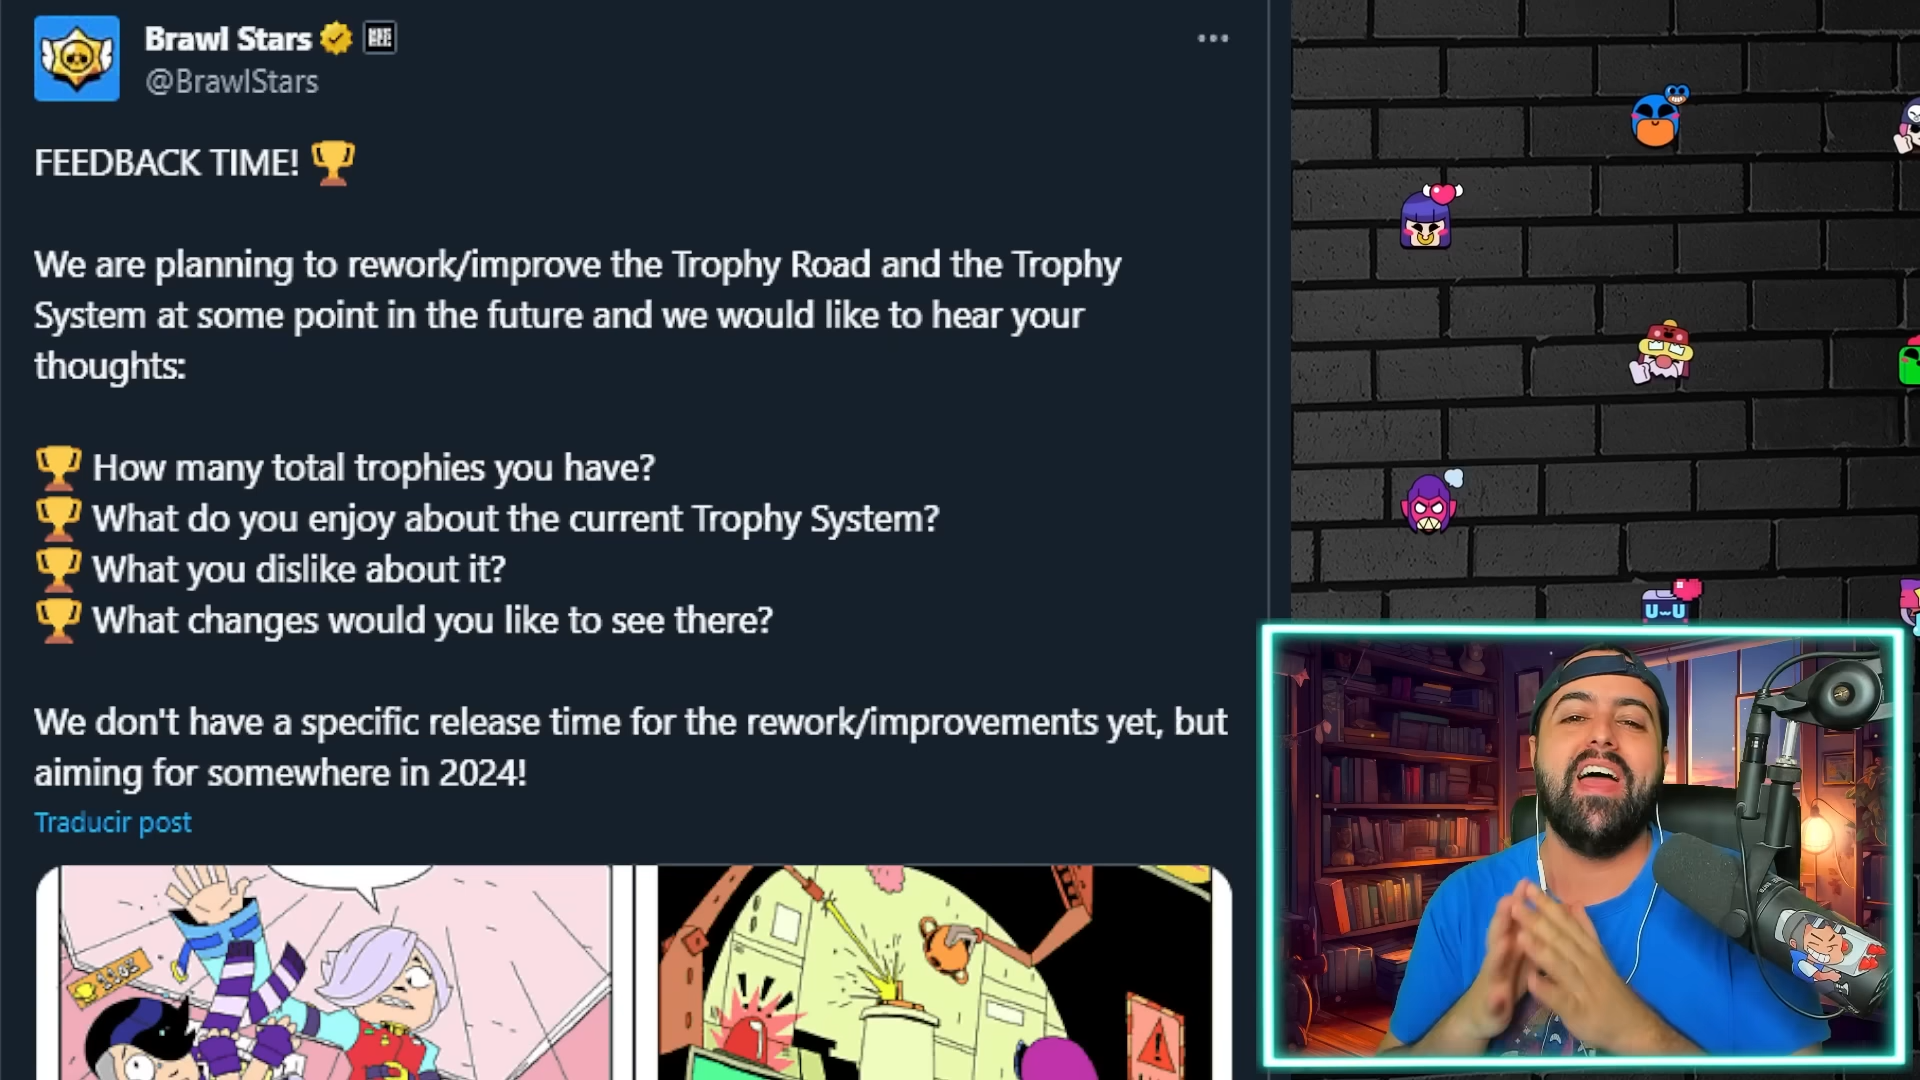 Brawl Stars
@BrawlStars
FEEDBACK TIME!
We are planning to rework/improve the Trophy Road and the Trophy
System at some point in the future and we would like to hear your
thoughts:
How many total trophies you have?
What do you enjoy about the current Trophy System?
What you dislike about it?
What changes would you like to see there?
We don't have a specific release time for the rework/improvements yet, but
aiming for somewhere in 2024!
Traducir post